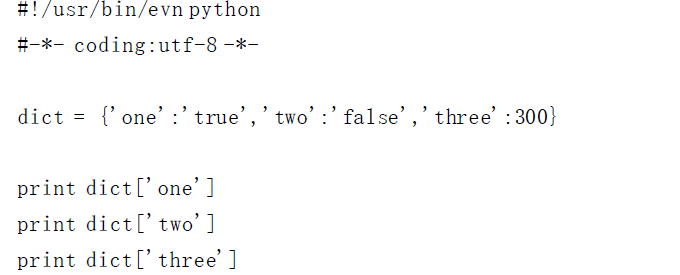 #!/usr/bin/evn python
#-*- coding:utf-8 -*-
dict = {'one':'true','two':'false','three':300}
print dict['one']
print dict['two']
print dict['three']